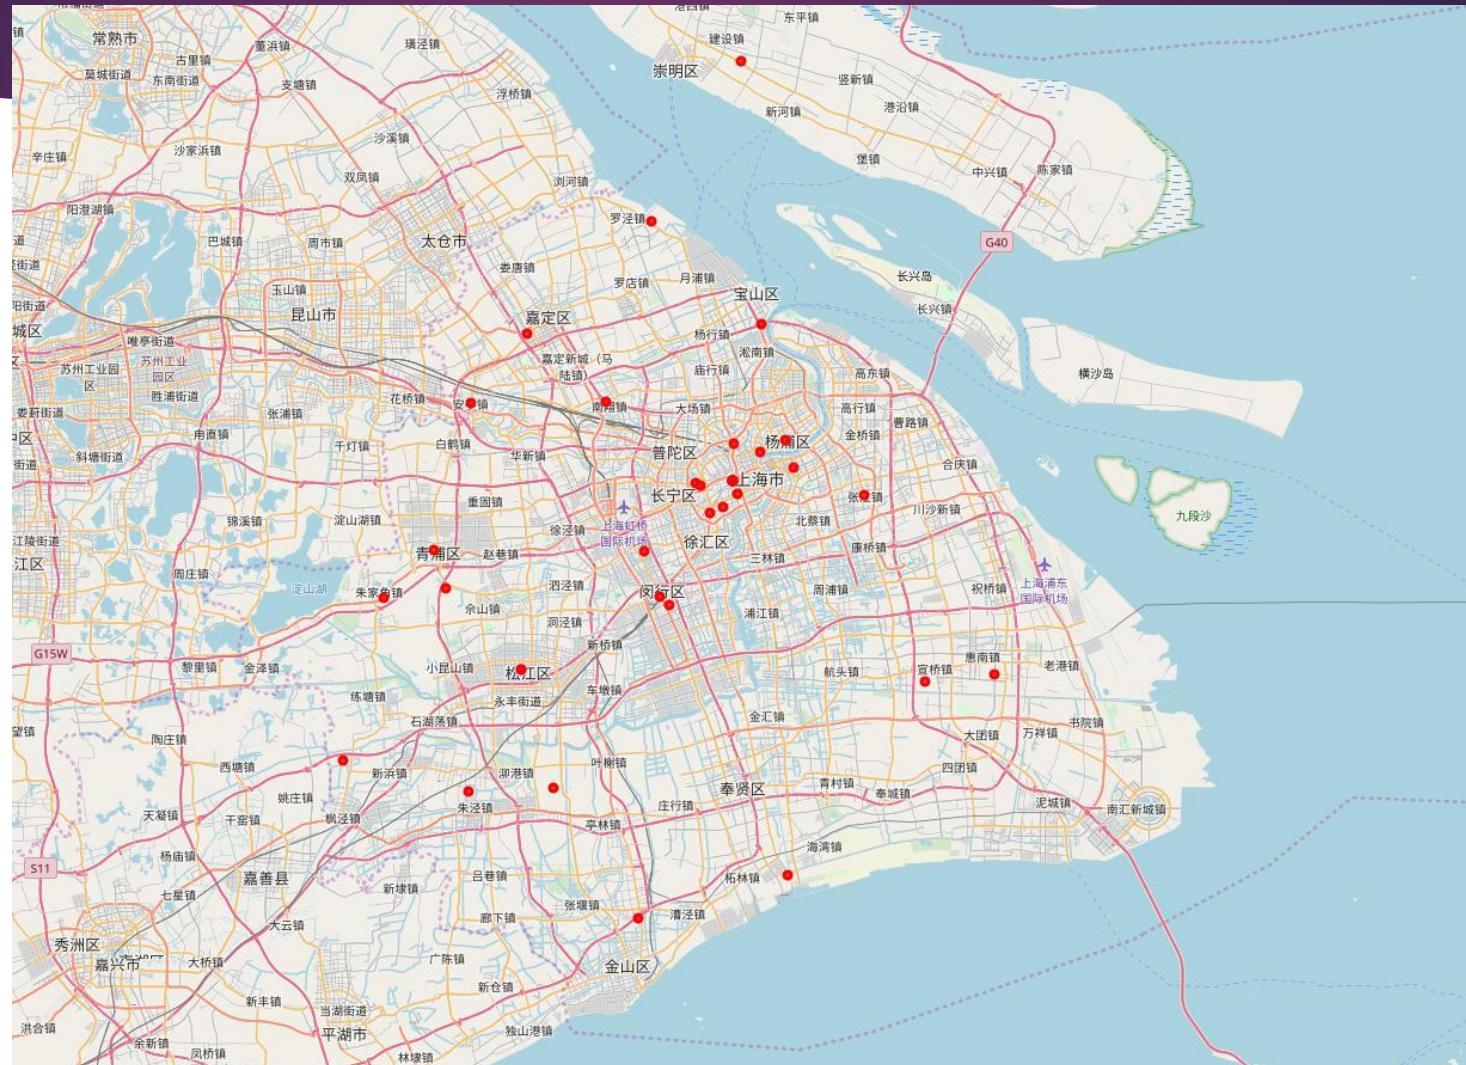 港西镇
东平镇
镇
常熟市
董浜镇
璜泾镇
建设镇
古里镇
莫城街道
东南街道
支塘镇
崇明区
竖新镇
浮桥镇
新河镇
港沿镇
沙溪镇
辛庄镇
沙家浜镇
堡镇
双凤镇
浏河镇
中兴镇
陈家镇
阳澄湖镇
罗泾镇
道
巴城镇
周市镇
太仓市
G40
娄唐镇
长兴岛
玉山镇
罗店镇
月浦镇
宝山区
阳街道
昆山市
嘉定区
长兴镇
城区
唯亭街道
杨行镇
淞南镇
苏州工业园
区
苏州工业
园区
嘉定新城（马
陆镇）
庙行镇
高东镇
横沙岛
胜浦街道
花桥镇
安亭镇
南翔镇
大场镇
高行镇
娄葑街道
张浦镇
曹路镇
甪直镇
千灯镇
白鹤镇
华新镇
普陀区
杨浦区
金桥镇
斜塘街道
合庆镇
上海市
长宁区
张江镇
重固镇
锦溪镇
淀山湖镇
徐泾镇
上海虹桥
国际机场
北蔡镇
川沙新镇
九段沙
江陵街道
徐汇区
康桥镇
江区
青浦区
赵巷镇
三林镇
周庄镇
淀山湖
朱家角镇
泗泾镇
闵行区
周浦镇
祝桥镇
上海浦东
国际机场
佘山镇
洞泾镇
浦江镇
G15W
黎里镇
金泽镇
小昆山镇
松江区
新桥镇
航头镇
宣桥镇
惠南镇
老港镇
练塘镇
永丰街道
车墩镇
石湖荡镇
金汇镇
书院镇
望镇
陶庄镇
大团镇
万祥镇
西塘镇
新浜镇
泖港镇
叶榭镇
四团镇
姚庄镇
朱泾镇
庄行镇
奉贤区
青村镇
奉城镇
泥城镇
南汇新城镇
天凝镇
干窑镇
枫泾镇
亭林镇
海湾镇
杨庙镇
S11
嘉善县
七星镇
新埭镇
吕巷镇
柘林镇
张堰镇
漕泾镇
廊下镇
大云镇
秀洲区
嘉兴市
大桥镇
广陈镇
金山区
新仓镇
新丰镇
当湖街道
洪合镇
平湖市
独山港镇
余新镇
凤桥镇
林埭镇